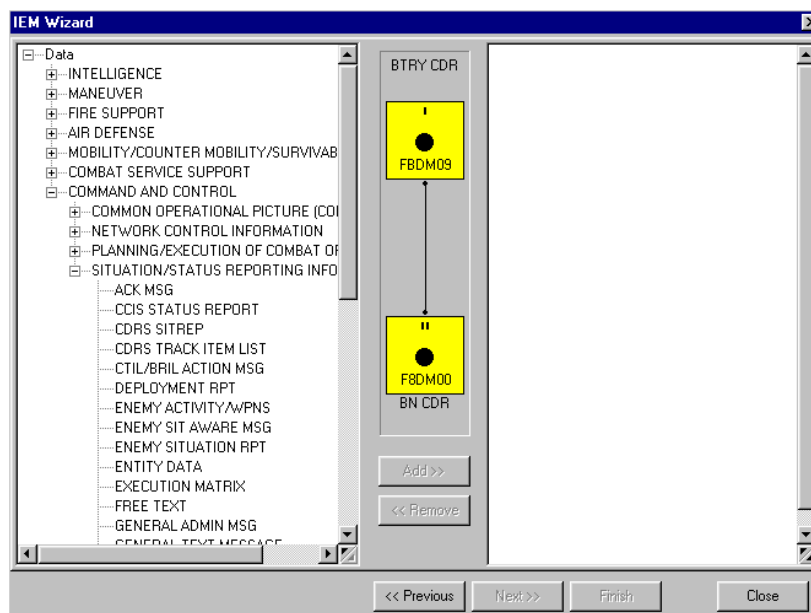 IEM Wizard
Data
INTELLIGENCE
MANEUVER
FIRE SUPPORT
AIR DEFENSE
MOBILITY/COUNTER MOBILITY/SURVIVAB
COMBAT SERVICE SUPPORT
COMMAND AND CONTROL
COMMON OPERATIONAL PICTURE (COI
NETWORK CONTROL INFORMATION
PLANNING/EXECUTION OF COMBAT OF
SITUATION/STATUS REPORTING INFO
ACK MSG
CCIS STATUS REPORT
CDRS SITREP
CDRS TRACK ITEM LIST
CTIL/BRIL ACTION MSG
DEPLOYMENT RPT
ENEMY ACTIVITY/WPNS
ENEMY SIT AWARE MSG
ENEMY SITUATION RPT
ENTITY DATA
EXECUTION MATRIX
FREE TEXT
GENERAL ADMIN MSG
GENERAL TEXT MESSAGE
BTRY CDR
I
FBDM09
II
F8DM00
BN CDR
Add >>
<< Remove
<< Previous
Next >>
Finish
Close